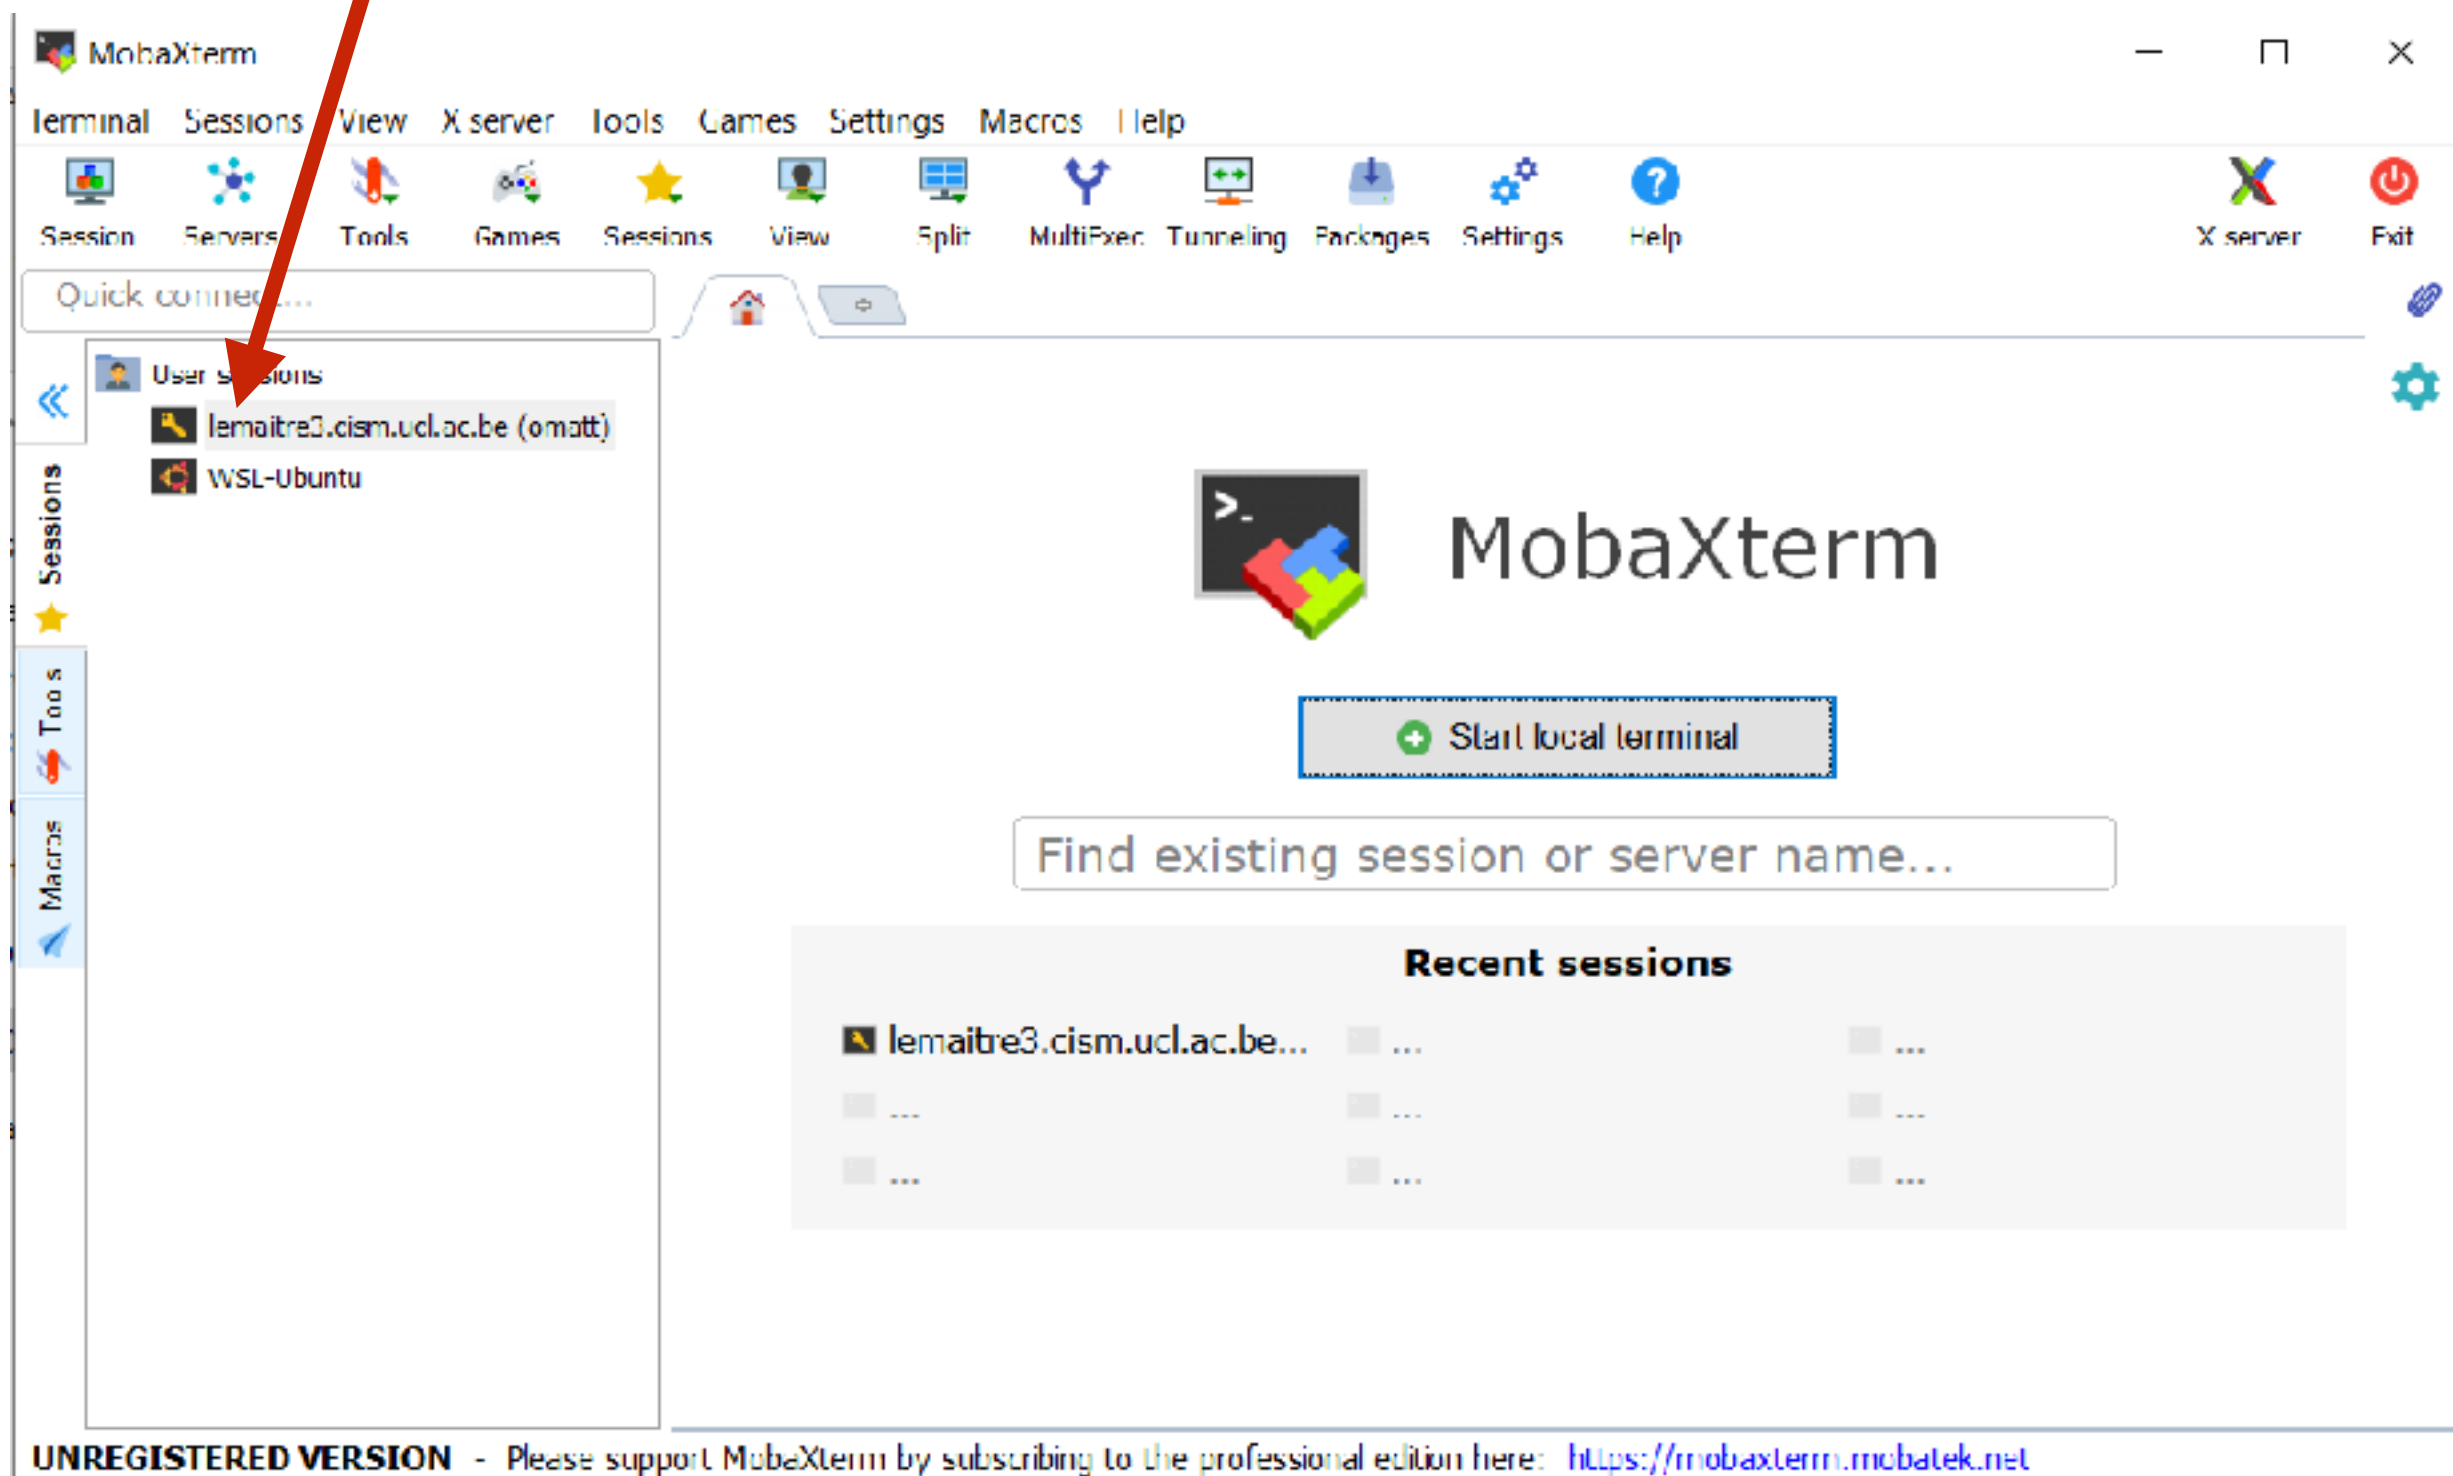 MobaXterm
Terminal Sessions View X server Tools Games Settings Macros Help
Session Servers Tools Games Sessions View Split MultiExec Tunneling Packages Settings Help X server Exit
Quick connect...
User sessions
lemaitre3.cism.ucl.ac.be (omatt)
WSL-Ubuntu
Sessions
Tools
Macros
>_
MobaXterm
Start local terminal
Find existing session or server name...
Recent sessions
lemaitre3.cism.ucl.ac.be... ... ...
... ... ...
... ... ...
UNREGISTERED VERSION - Please support MobaXterm by subscribing to the professional edition here: https://mobaxterm.mobatek.net